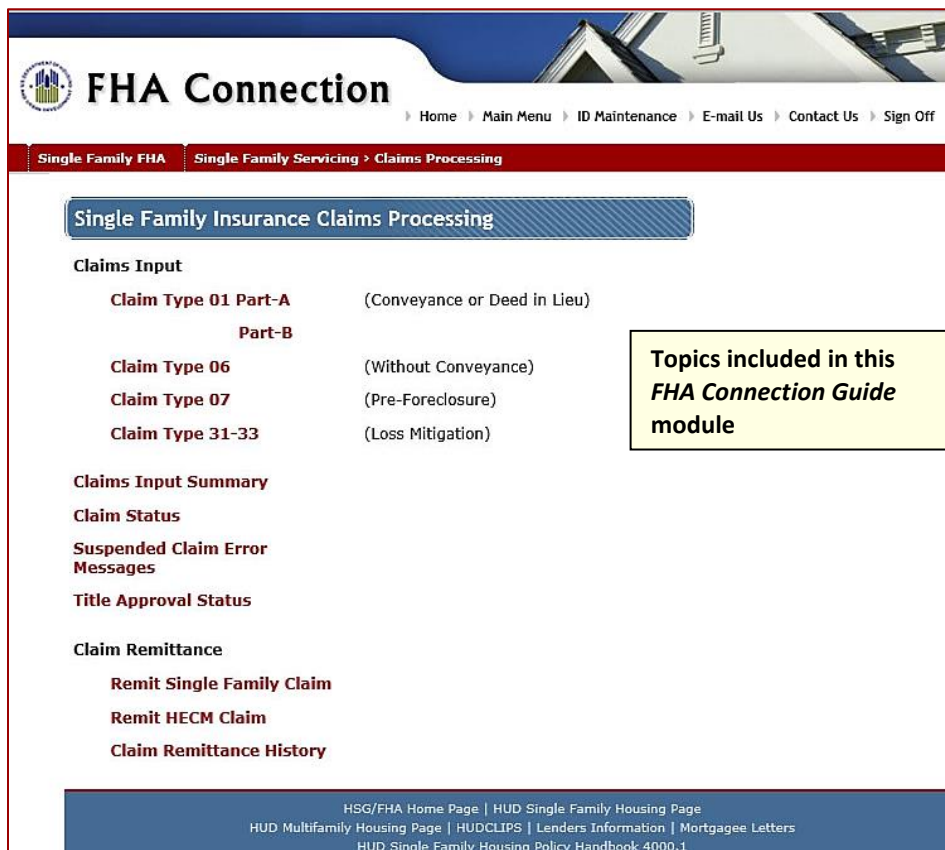 FHA Connection
Home Main Menu ID Maintenance E-mail Us Contact Us Sign Off
Single Family FHA Single Family Servicing > Claims Processing
Single Family Insurance Claims Processing
Claims Input
Claim Type 01 Part-A (Conveyance or Deed in Lieu)
Part-B
Claim Type 06 (Without Conveyance)
Claim Type 07 (Pre-Foreclosure)
Claim Type 31-33 (Loss Mitigation)
Topics included in this
FHA Connection Guide
module
Claims Input Summary
Claim Status
Suspended Claim Error
Messages
Title Approval Status
Claim Remittance
Remit Single Family Claim
Remit HECM Claim
Claim Remittance History
HSG/FHA Home Page | HUD Single Family Housing Page
HUD Multifamily Housing Page | HUDCLIPS | Lenders Information | Mortgagee Letters
HUD Single Family Housing Policy Handbook 4000.1